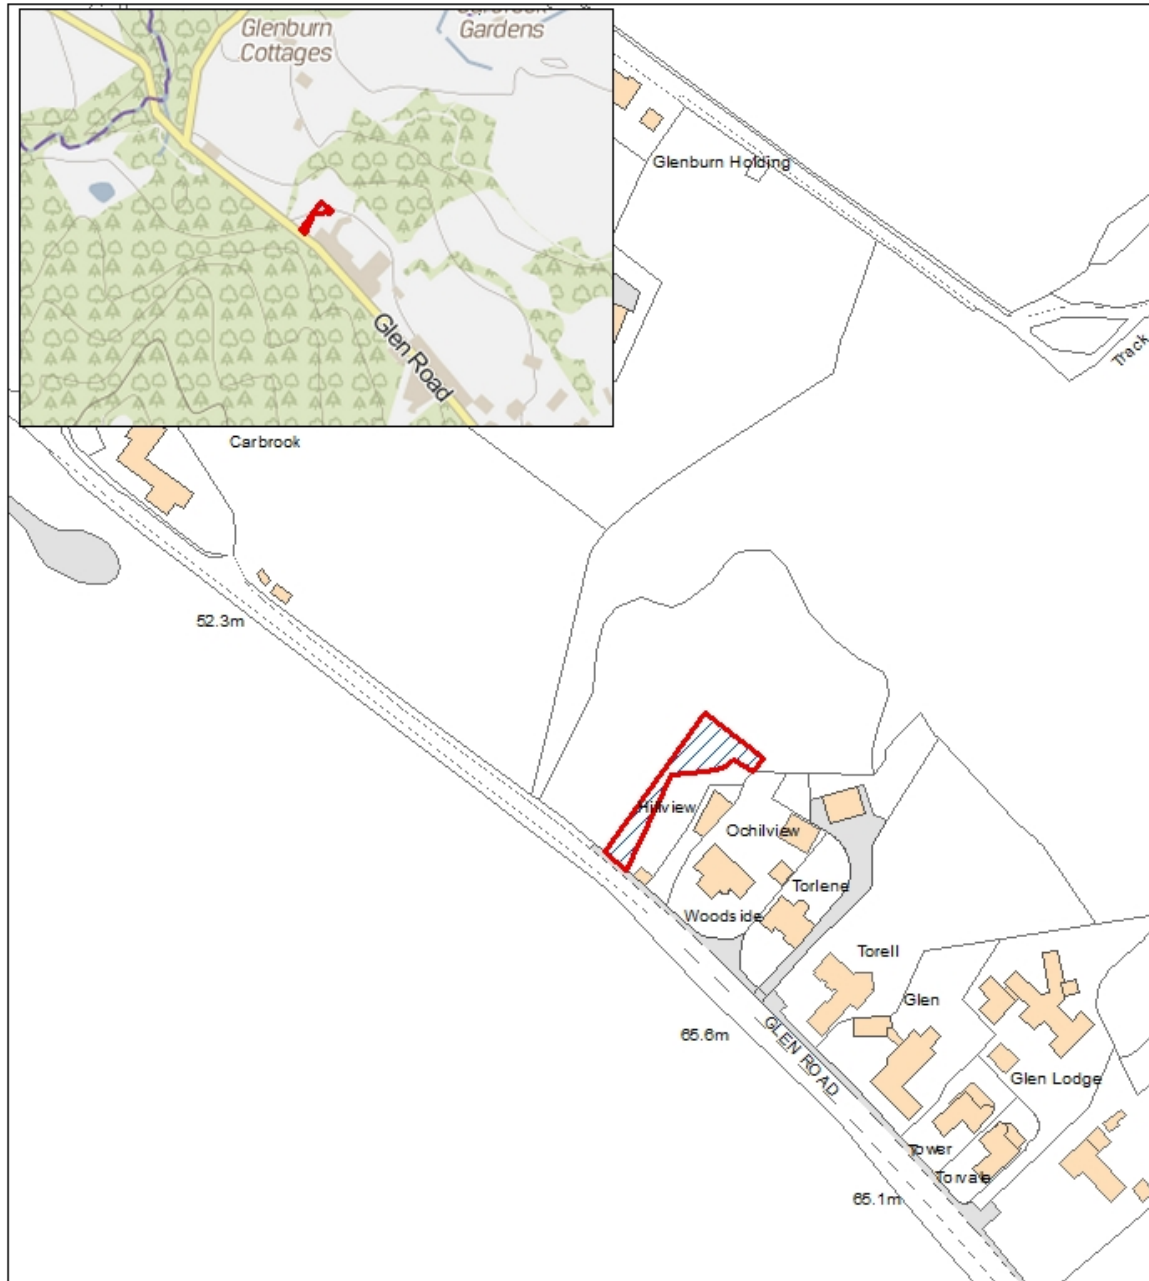 Glenburn
Cottages
Gardens
Glen Road
Glenburn Holding
Track
Carbrook
52.3m
Hillview
Ochilview
Torlene
Woodside
Torell
Glen
65.6m
GLEN ROAD
Glen Lodge
Tower
Torvale
65.1m